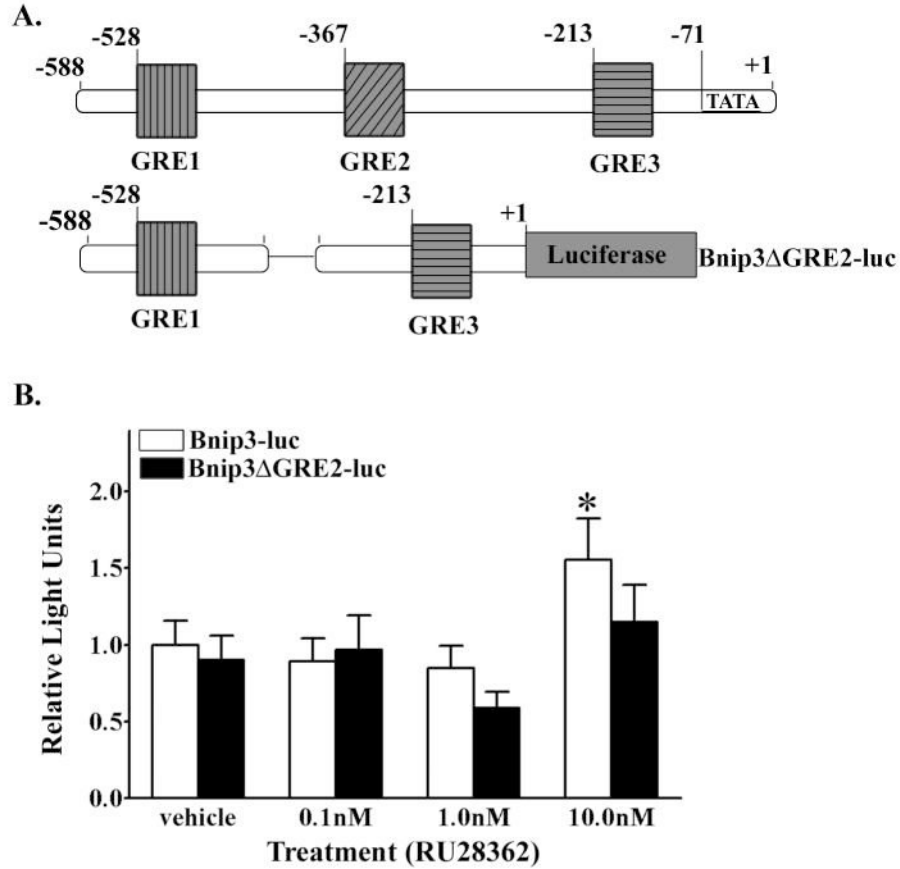 A.
-588 -528 -367 -213 -71 +1
TATA
GRE1 GRE2 GRE3
-588 -528 -213 +1
Luciferase Bnip3ΔGRE2-luc
GRE1 GRE3
B.
Bnip3-luc
Bnip3ΔGRE2-luc
Relative Light Units
2.0
*
1.5
1.0
0.5
0.0
vehicle 0.1nM 1.0nM 10.0nM
Treatment (RU28362)